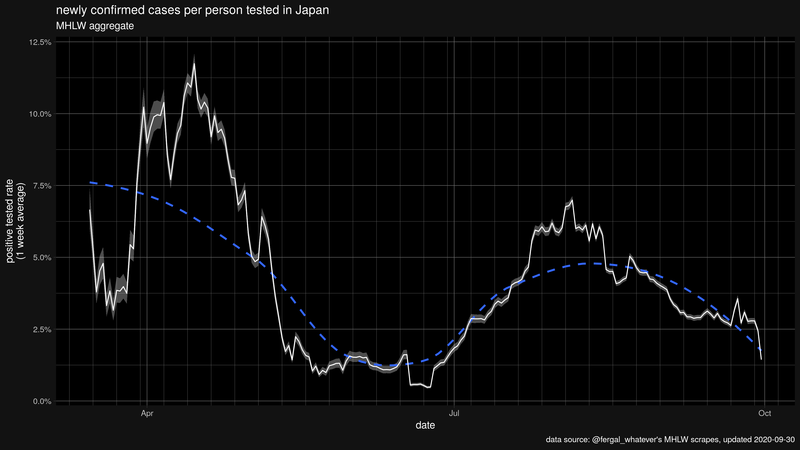 newly confirmed cases per person tested in Japan
MHLW aggregate
12.5%
10.0%
7.5%
5.0%
2.5%
0.0%
positive tested rate
(1 week average)
Apr
Jul
Oct
date
data source: @fergal_whatever's MHLW scrapes, updated 2020-09-30